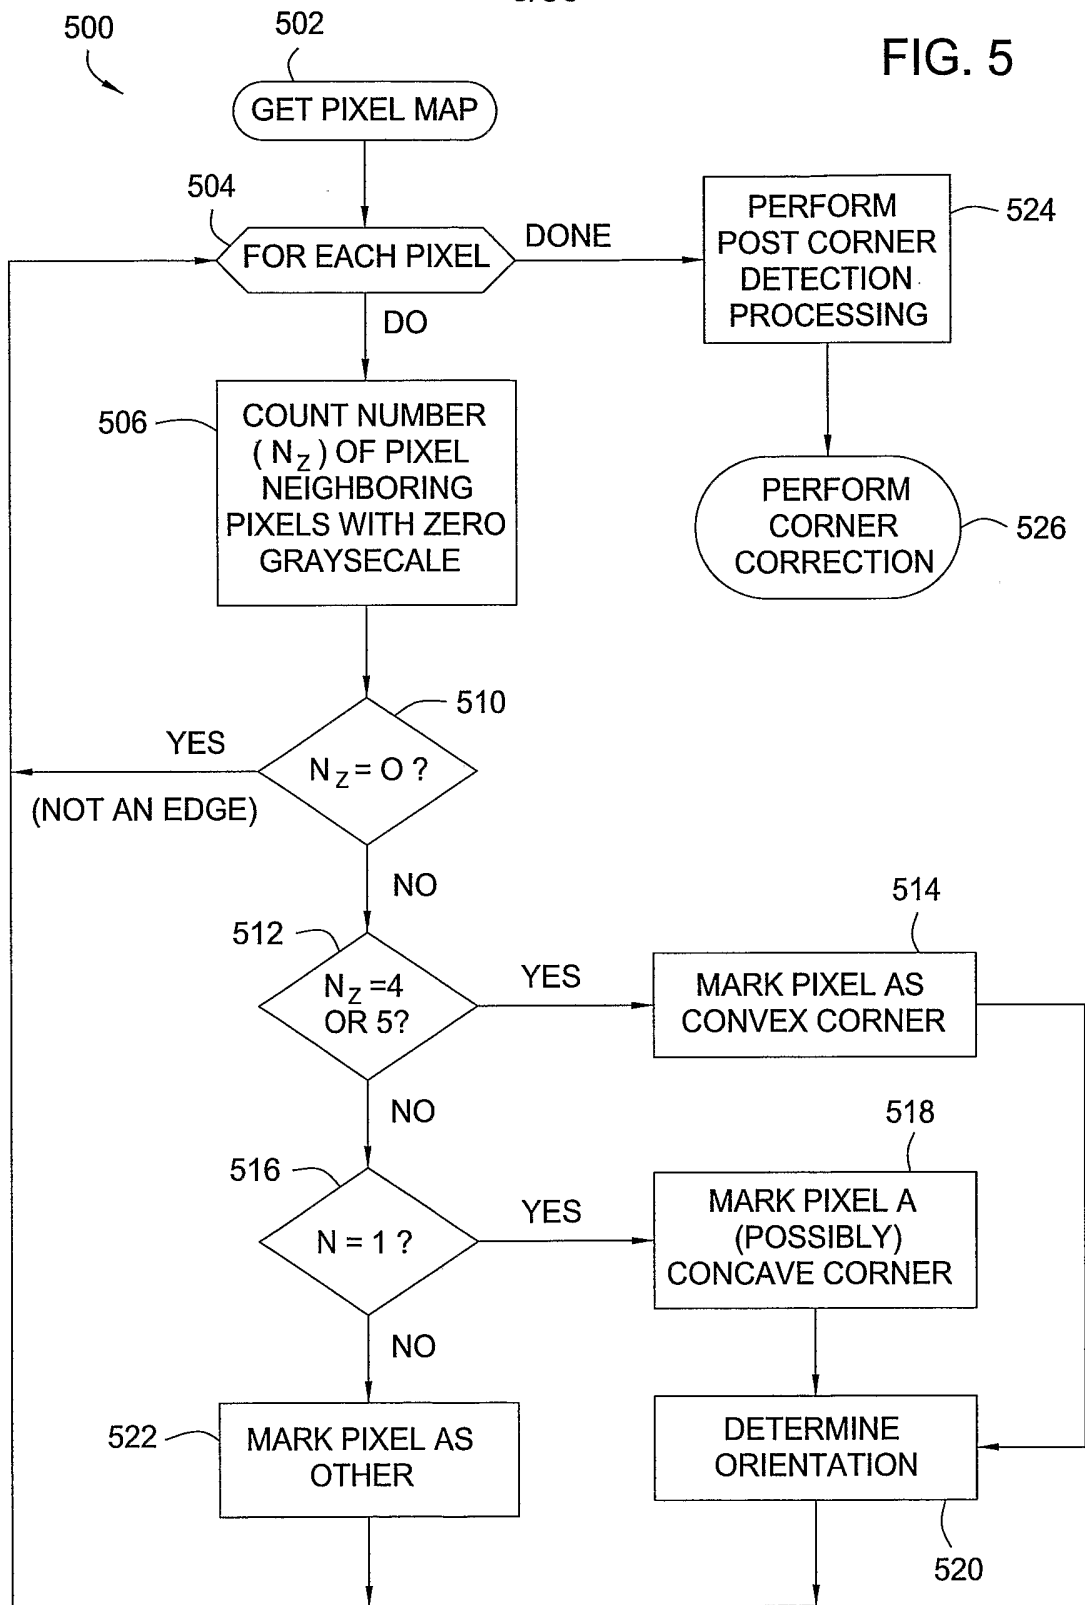 500
502
FIG. 5
GET PIXEL MAP
504
FOR EACH PIXEL
DONE
PERFORM
POST CORNER
DETECTION
PROCESSING
524
DO
506
COUNT NUMBER
( NZ ) OF PIXEL
NEIGHBORING
PIXELS WITH ZERO
GRAYSECALE
PERFORM
CORNER
CORRECTION
526
510
YES
NZ = O ?
(NOT AN EDGE)
NO
512
NZ =4
OR 5?
YES
514
MARK PIXEL AS
CONVEX CORNER
NO
516
N = 1 ?
YES
518
MARK PIXEL A
(POSSIBLY)
CONCAVE CORNER
NO
522
MARK PIXEL AS
OTHER
DETERMINE
ORIENTATION
520